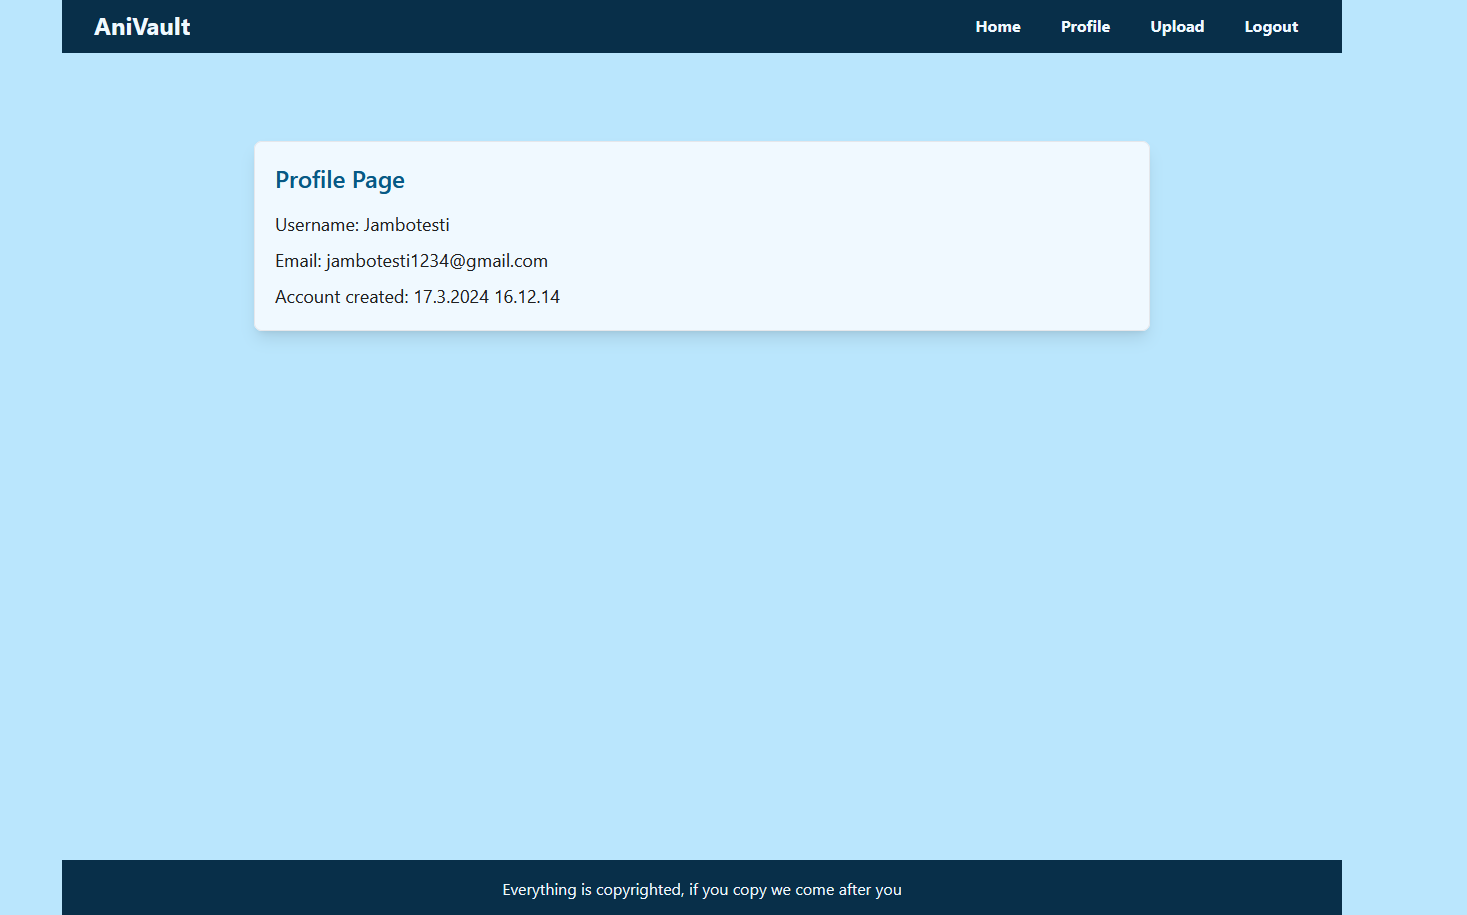 AniVault
Home Profile Upload Logout
Profile Page
Username: Jambotesti
Email: jambotesti1234@gmail.com
Account created: 17.3.2024 16.12.14
Everything is copyrighted, if you copy we come after you